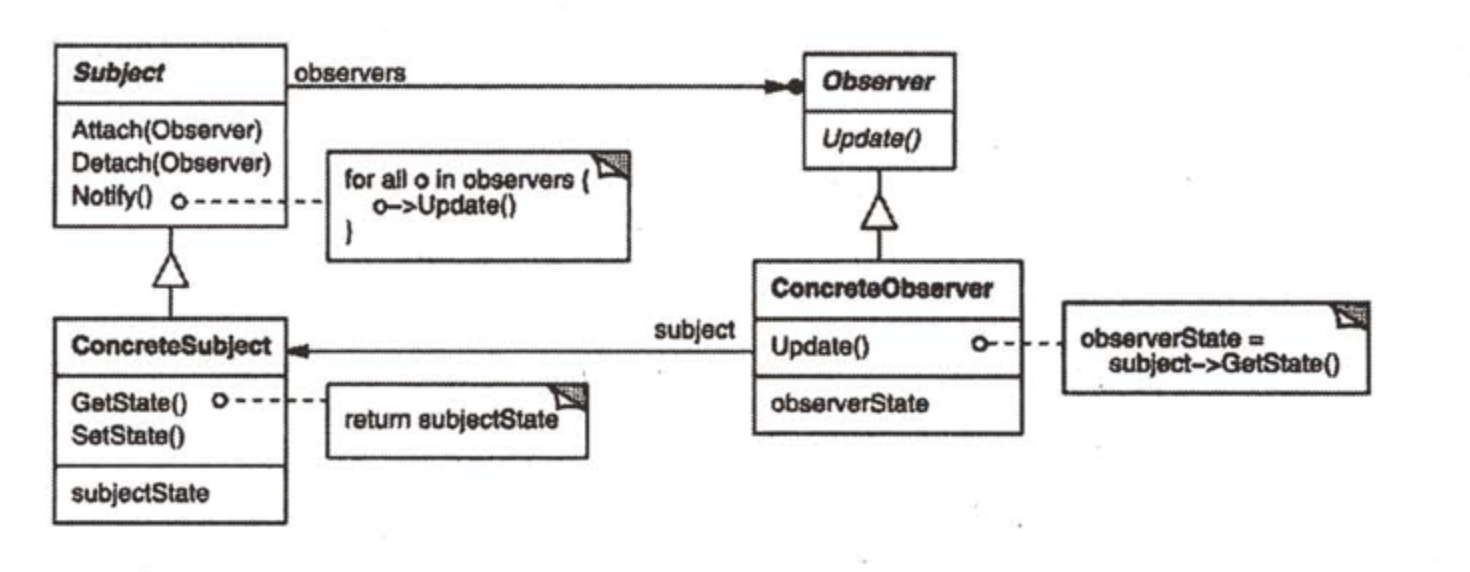 Subject
Attach(Observer)
Detach(Observer)
Notify()
observers
for all o in observers {
o->Update()
}
Observer
Update()
ConcreteSubject
GetState()
SetState()
subjectState
return subjectState
subject
ConcreteObserver
Update()
observerState
observerState =
subject->GetState()